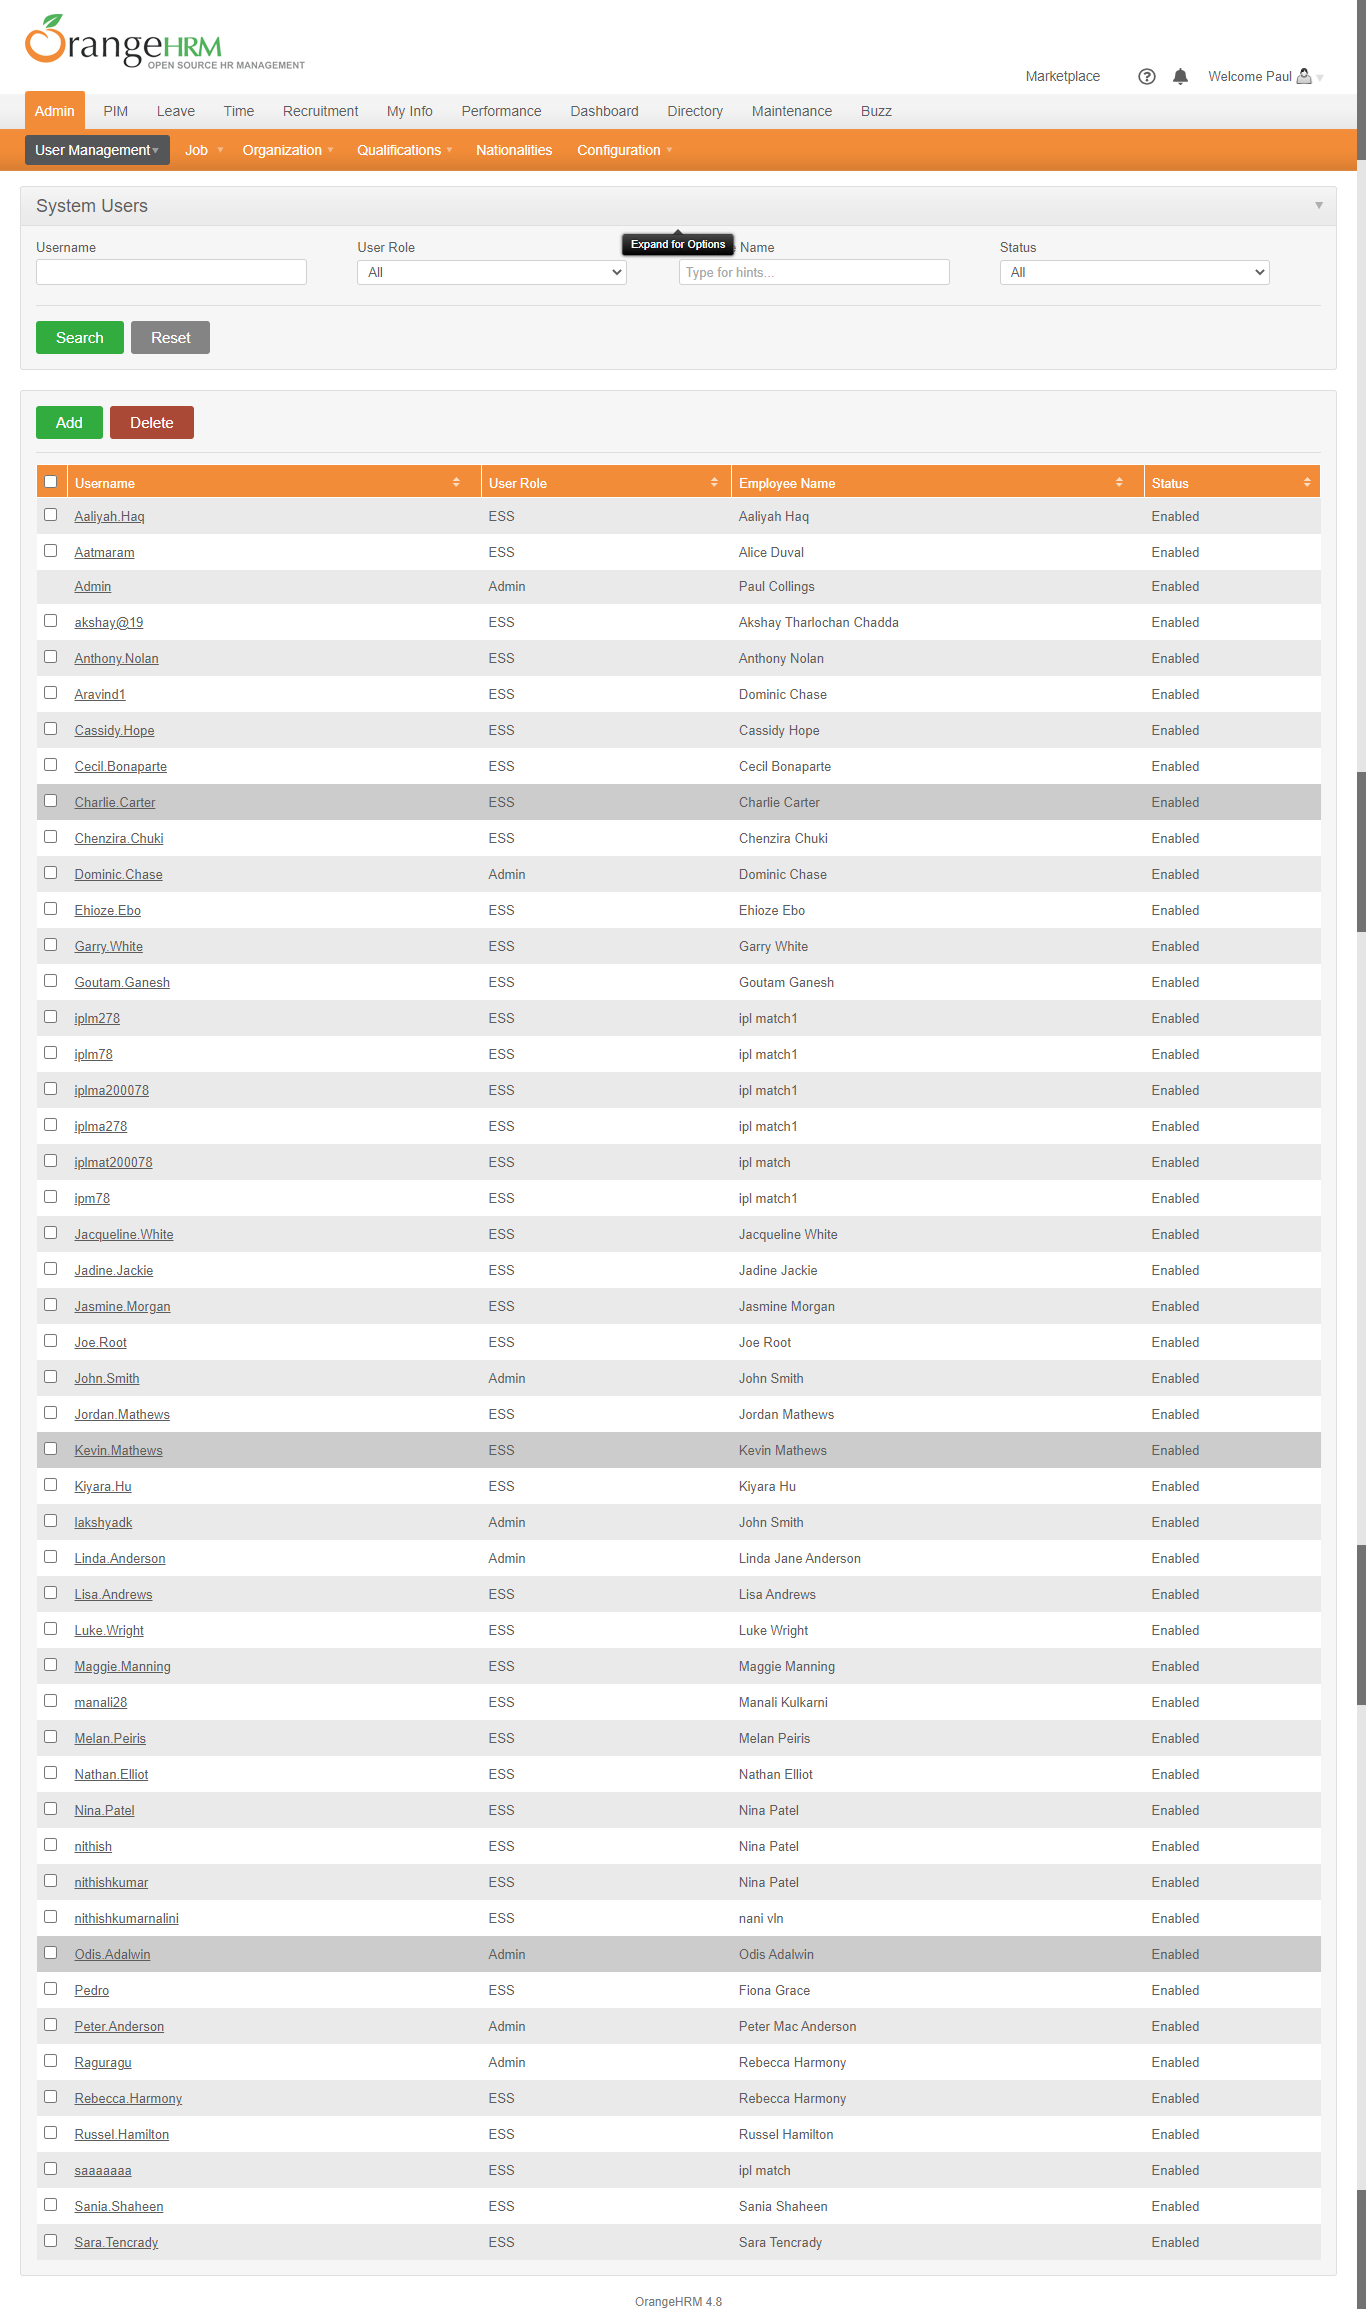 OrangeHRM
OPEN SOURCE HR MANAGEMENT
Marketplace Welcome Paul
Admin PIM Leave Time Recruitment My Info Performance Dashboard Directory Maintenance Buzz
User Management Job Organization Qualifications Nationalities Configuration
System Users
Expand for Options
Username User Role Name Status
All Type for hints... All
Search Reset
Add Delete
Username User Role Employee Name Status
Aaliyah.Haq ESS Aaliyah Haq Enabled
Aatmaram ESS Alice Duval Enabled
Admin Admin Paul Collings Enabled
akshay@19 ESS Akshay Tharlochan Chadda Enabled
Anthony.Nolan ESS Anthony Nolan Enabled
Aravind1 ESS Dominic Chase Enabled
Cassidy.Hope ESS Cassidy Hope Enabled
Cecil.Bonaparte ESS Cecil Bonaparte Enabled
Charlie.Carter ESS Charlie Carter Enabled
Chenzira.Chuki ESS Chenzira Chuki Enabled
Dominic.Chase Admin Dominic Chase Enabled
Ehioze.Ebo ESS Ehioze Ebo Enabled
Garry.White ESS Garry White Enabled
Goutam.Ganesh ESS Goutam Ganesh Enabled
iplm278 ESS ipl match1 Enabled
iplm78 ESS ipl match1 Enabled
iplma200078 ESS ipl match1 Enabled
iplma278 ESS ipl match1 Enabled
iplmat200078 ESS ipl match Enabled
ipm78 ESS ipl match1 Enabled
Jacqueline.White ESS Jacqueline White Enabled
Jadine.Jackie ESS Jadine Jackie Enabled
Jasmine.Morgan ESS Jasmine Morgan Enabled
Joe.Root ESS Joe Root Enabled
John.Smith Admin John Smith Enabled
Jordan.Mathews ESS Jordan Mathews Enabled
Kevin.Mathews ESS Kevin Mathews Enabled
Kiyara.Hu ESS Kiyara Hu Enabled
lakshyadk Admin John Smith Enabled
Linda.Anderson Admin Linda Jane Anderson Enabled
Lisa.Andrews ESS Lisa Andrews Enabled
Luke.Wright ESS Luke Wright Enabled
Maggie.Manning ESS Maggie Manning Enabled
manali28 ESS Manali Kulkarni Enabled
Melan.Peiris ESS Melan Peiris Enabled
Nathan.Elliot ESS Nathan Elliot Enabled
Nina.Patel ESS Nina Patel Enabled
nithish ESS Nina Patel Enabled
nithishkumar ESS Nina Patel Enabled
nithishkumarnalini ESS nani vln Enabled
Odis.Adalwin Admin Odis Adalwin Enabled
Pedro ESS Fiona Grace Enabled
Peter.Anderson Admin Peter Mac Anderson Enabled
Raguragu Admin Rebecca Harmony Enabled
Rebecca.Harmony ESS Rebecca Harmony Enabled
Russel.Hamilton ESS Russel Hamilton Enabled
saaaaaaa ESS ipl match Enabled
Sania.Shaheen ESS Sania Shaheen Enabled
Sara.Tencrady ESS Sara Tencrady Enabled
OrangeHRM 4.8